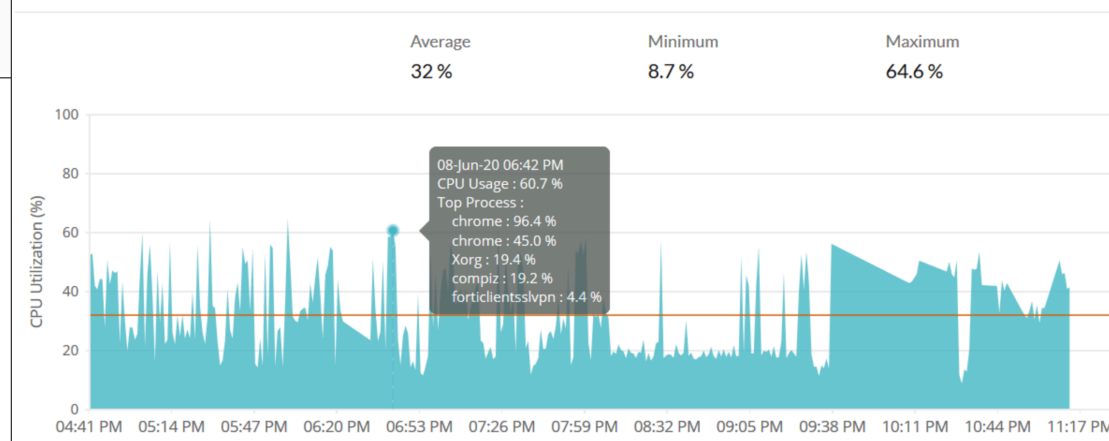 Average
Minimum
Maximum
32 %
8.7 %
64.6 %
CPU Utilization (%)
100
80
60
40
20
0
08-Jun-20 06:42 PM
CPU Usage : 60.7 %
Top Process :
chrome : 96.4 %
chrome : 45.0 %
Xorg : 19.4 %
compiz : 19.2 %
forticlientsslvpn : 4.4 %
04:41 PM 05:14 PM 05:47 PM 06:20 PM 06:53 PM 07:26 PM 07:59 PM 08:32 PM 09:05 PM 09:38 PM 10:11 PM 10:44 PM 11:17 PM